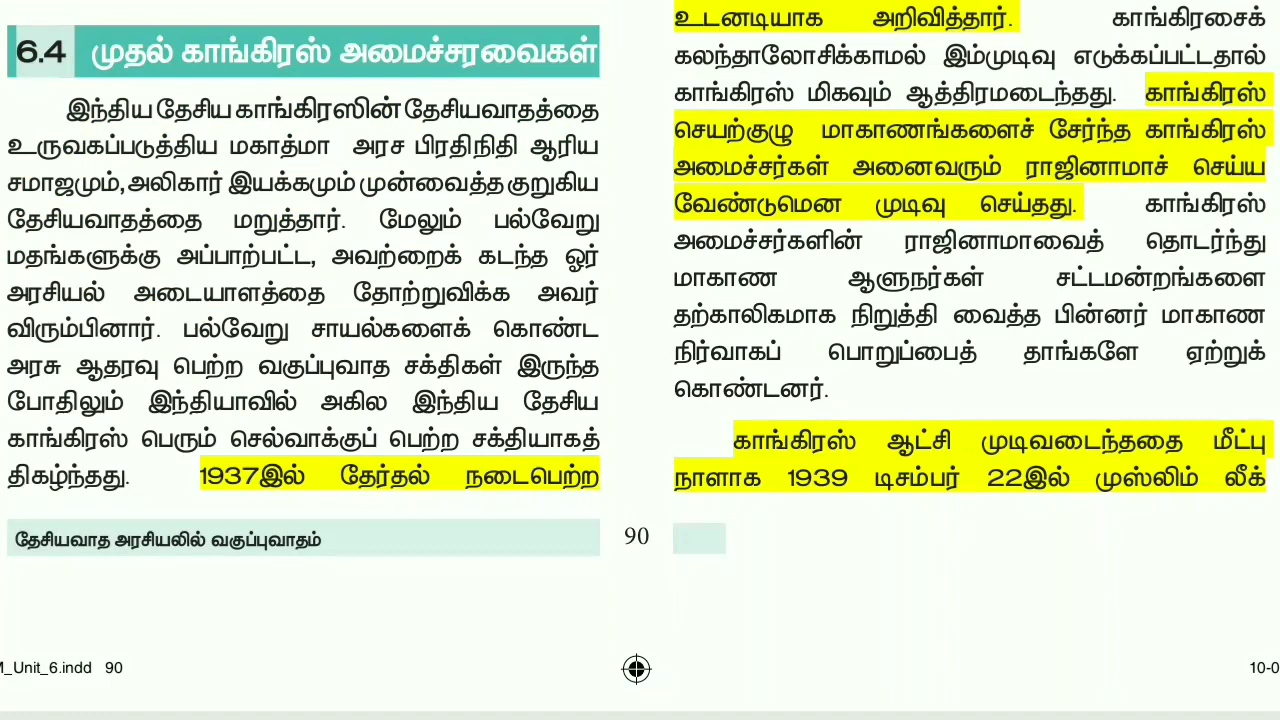 6.4 முதல் காங்கிரஸ் அமைச்சரவைகள்
இந்திய தேசிய காங்கிரஸின் தேசியவாதத்தை
உருவகப்படுத்திய மகாத்மா அரச பிரதிநிதி ஆரிய
சமாஜமும், அலிகார் இயக்கமும் முன்வைத்த குறுகிய
தேசியவாதத்தை மறுத்தார். மேலும் பல்வேறு
மதங்களுக்கு அப்பாற்பட்ட, அவற்றைக் கடந்த ஓர்
அரசியல் அடையாளத்தை தோற்றுவிக்க அவர்
விரும்பினார். பல்வேறு சாயல்களைக் கொண்ட
அரசு ஆதரவு பெற்ற வகுப்புவாத சக்திகள் இருந்த
போதிலும் இந்தியாவில் அகில இந்திய தேசிய
காங்கிரஸ் பெரும் செல்வாக்குப் பெற்ற சக்தியாகத்
திகழ்ந்தது. 1937இல் தேர்தல் நடைபெற்ற
உடனடியாக அறிவித்தார். காங்கிரசைக்
கலந்தாலோசிக்காமல் இம்முடிவு எடுக்கப்பட்டதால்
காங்கிரஸ் மிகவும் ஆத்திரமடைந்தது. காங்கிரஸ்
செயற்குழு மாகாணங்களைச் சேர்ந்த காங்கிரஸ்
அமைச்சர்கள் அனைவரும் ராஜினாமாச் செய்ய
வேண்டுமென முடிவு செய்தது. காங்கிரஸ்
அமைச்சர்களின் ராஜினாமாவைத் தொடர்ந்து
மாகாண ஆளுநர்கள் சட்டமன்றங்களை
தற்காலிகமாக நிறுத்தி வைத்த பின்னர் மாகாண
நிர்வாகப் பொறுப்பைத் தாங்களே ஏற்றுக்
கொண்டனர்.
காங்கிரஸ் ஆட்சி முடிவடைந்ததை மீட்பு
நாளாக 1939 டிசம்பர் 22இல் முஸ்லிம் லீக்
தேசியவாத அரசியலில் வகுப்புவாதம்
90
M_Unit_6.indd 90
10-0